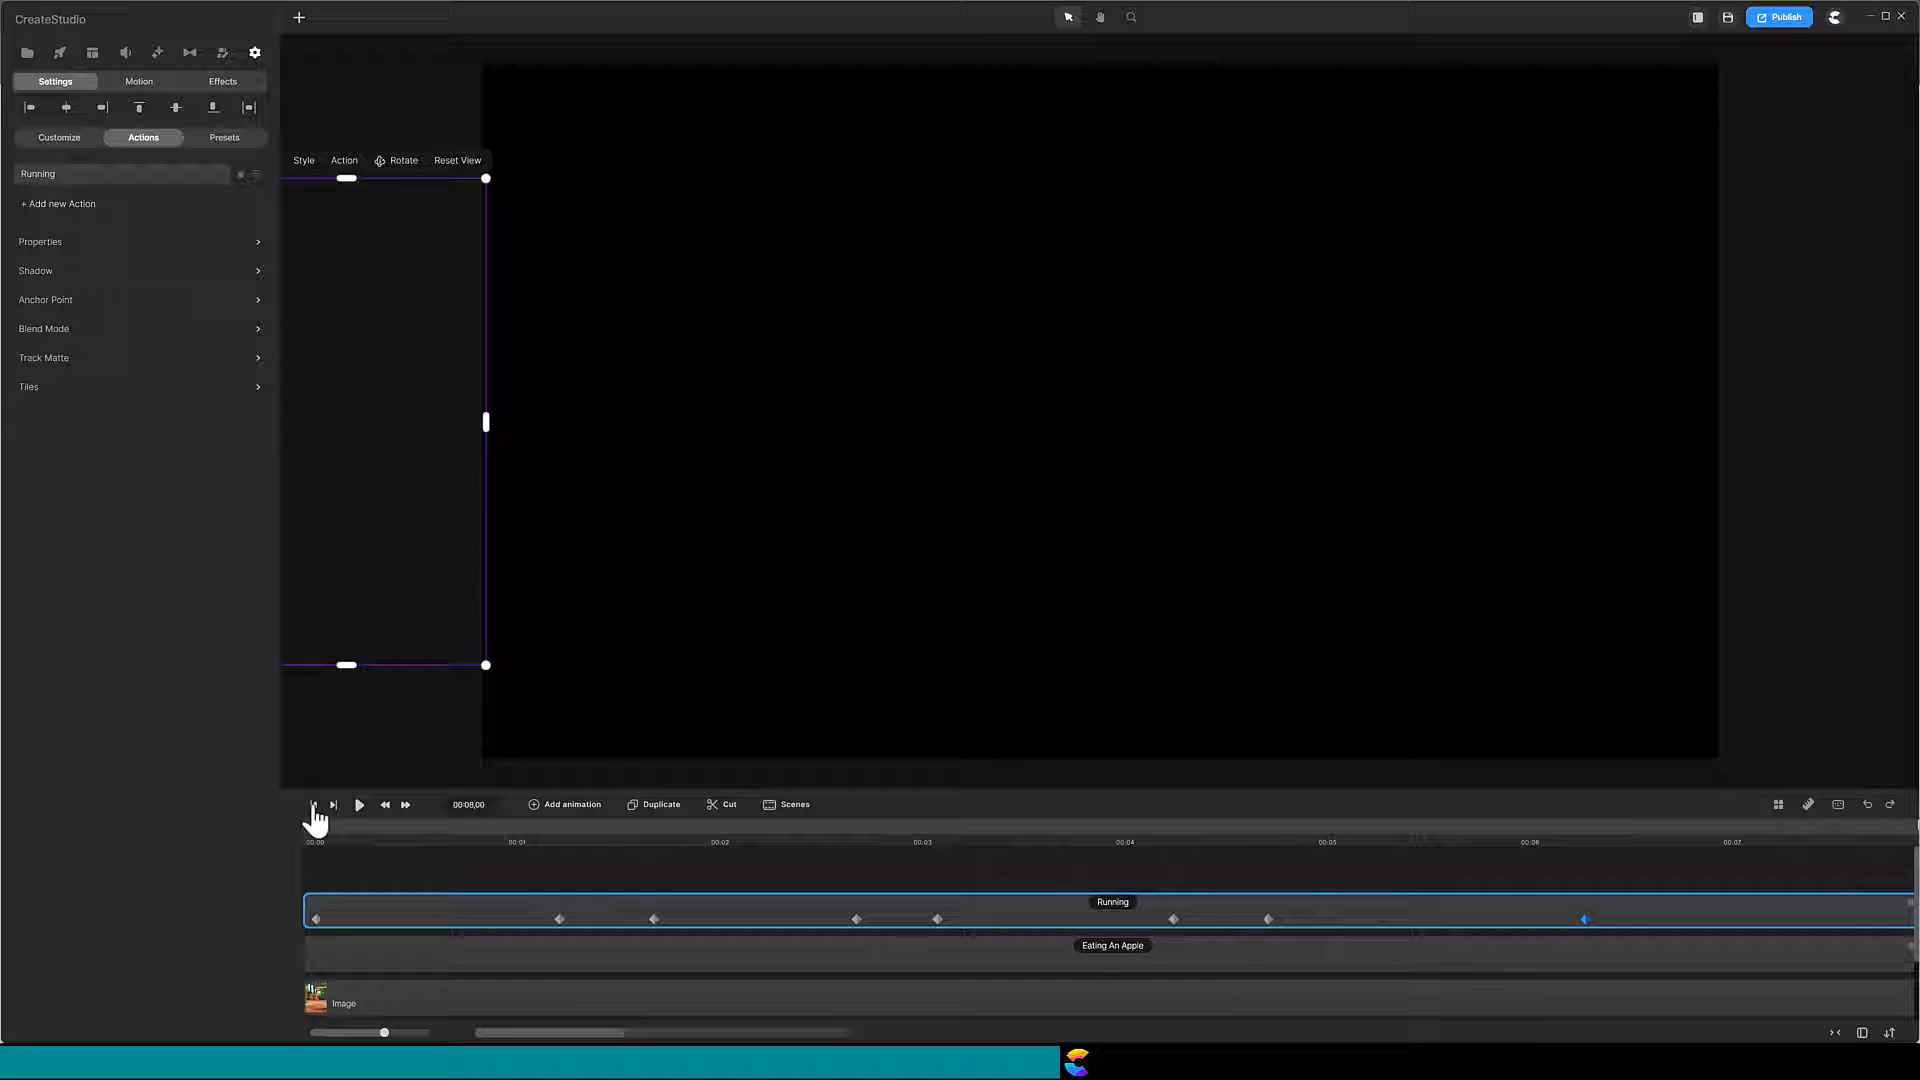 CreateStudio
Publish
Settings Motion Effects
Customize Actions Presets
Style Action Rotate Reset View
Running
+ Add new Action
Properties
Shadow
Anchor Point
Blend Mode
Track Matte
Tiles
00:08,00 Add animation Duplicate Cut Scenes
00:00 00:01 00:02 00:03 00:04 00:05 00:06 00:07
Running
Eating An Apple
Image